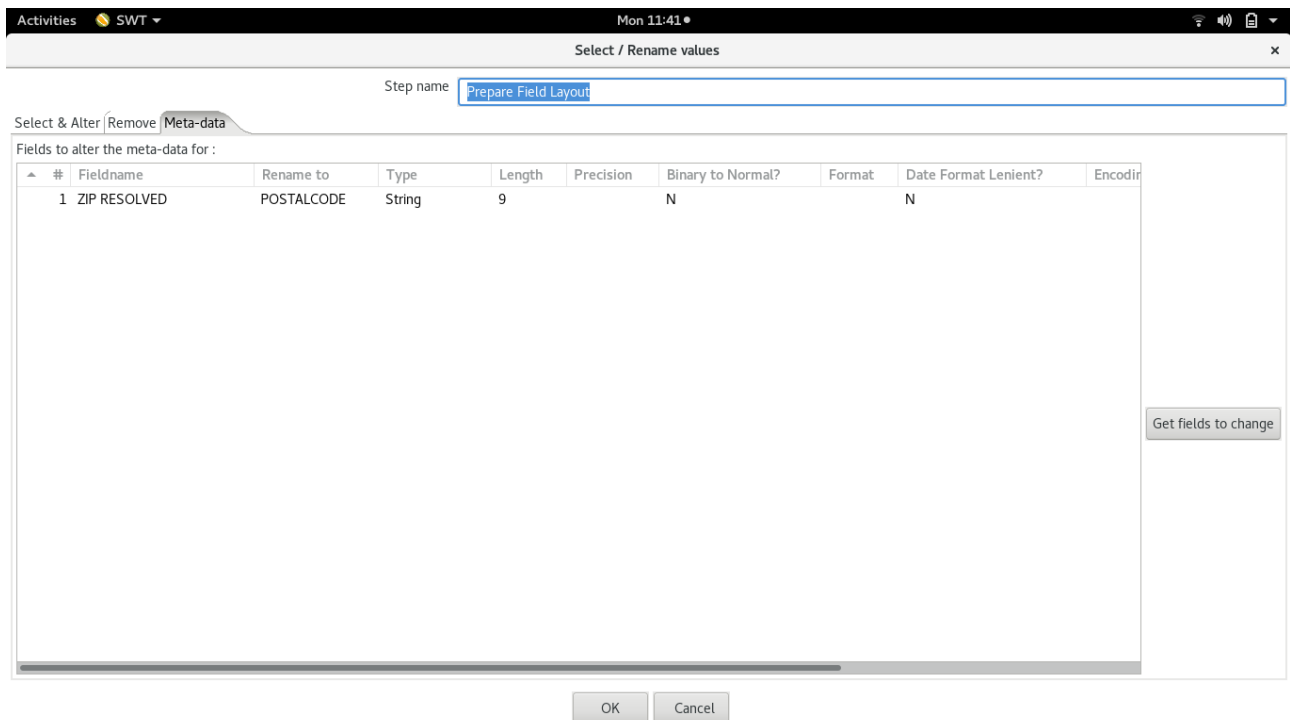 Activities SWT Mon 11:41
Select / Rename values
Step name Prepare Field Layout
Select & Alter Remove Meta-data
Fields to alter the meta-data for :
# Fieldname Rename to Type Length Precision Binary to Normal? Format Date Format Lenient? Encodin
1 ZIP RESOLVED POSTALCODE String 9 N N
Get fields to change
OK Cancel